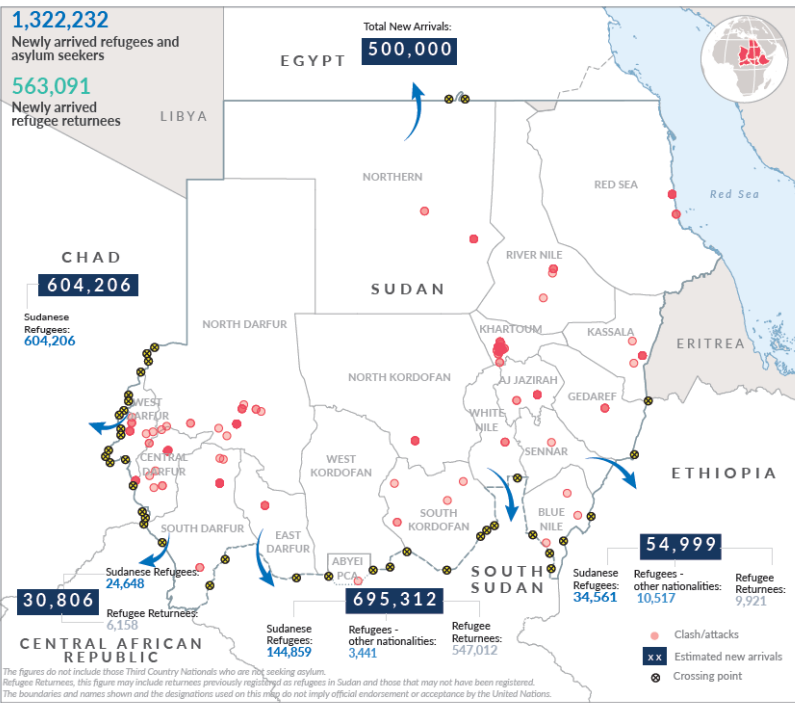 1,322,232
Newly arrived refugees and
asylum seekers
563,091
Newly arrived
refugee returnees
Total New Arrivals:
500,000
EGYPT
LIBYA
NORTHERN
RED SEA
Red Sea
RIVER NILE
CHAD
604,206
Sudanese
Refugees:
604,206
SUDAN
NORTH DARFUR
KHARTOUM
KASSALA
ERITREA
NORTH KORDOFAN
AJ JAZIRAH
GEDAREF
WEST
DARFUR
WHITE
NILE
SENNAR
CENTRAL
DARFUR
WEST
KORDOFAN
ETHIOPIA
SOUTH
KORDOFAN
BLUE
NILE
SOUTH DARFUR
EAST
DARFUR
ABYEI
PCA
SOUTH
SUDAN
54,999
Sudanese
Refugees:
34,561
Refugees -
other nationalities:
10,517
Refugee
Returnees:
9,921
Sudanese Refugees:
24,648
30,806
Refugee Returnees:
6,158
CENTRAL AFRICAN
REPUBLIC
695,312
Sudanese
Refugees:
144,859
Refugees -
other nationalities:
3,441
Refugee
Returnees:
547,012
Clash/attacks
xx Estimated new arrivals
Crossing point
The figures do not include those Third Country Nationals who are not seeking asylum.
Refugee Returnees, this figure may include returnees previously registered as refugees in Sudan and those that may not have been registered.
The boundaries and names shown and the designations used on this map do not imply official endorsement or acceptance by the United Nations.